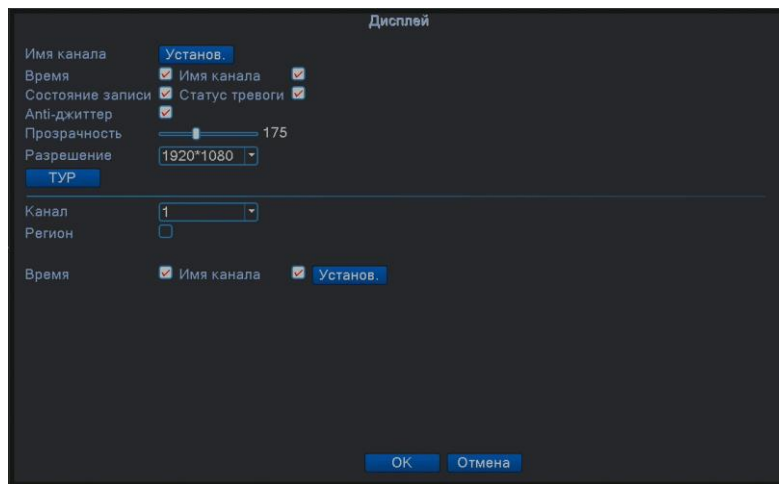 Дисплей
Имя канала Установ.
Время Имя канала
Состояние записи Статус тревоги
Anti-джиттер
Прозрачность 175
Разрешение 1920*1080
ТУР
Канал 1
Регион
Время Имя канала Установ.
OK Отмена